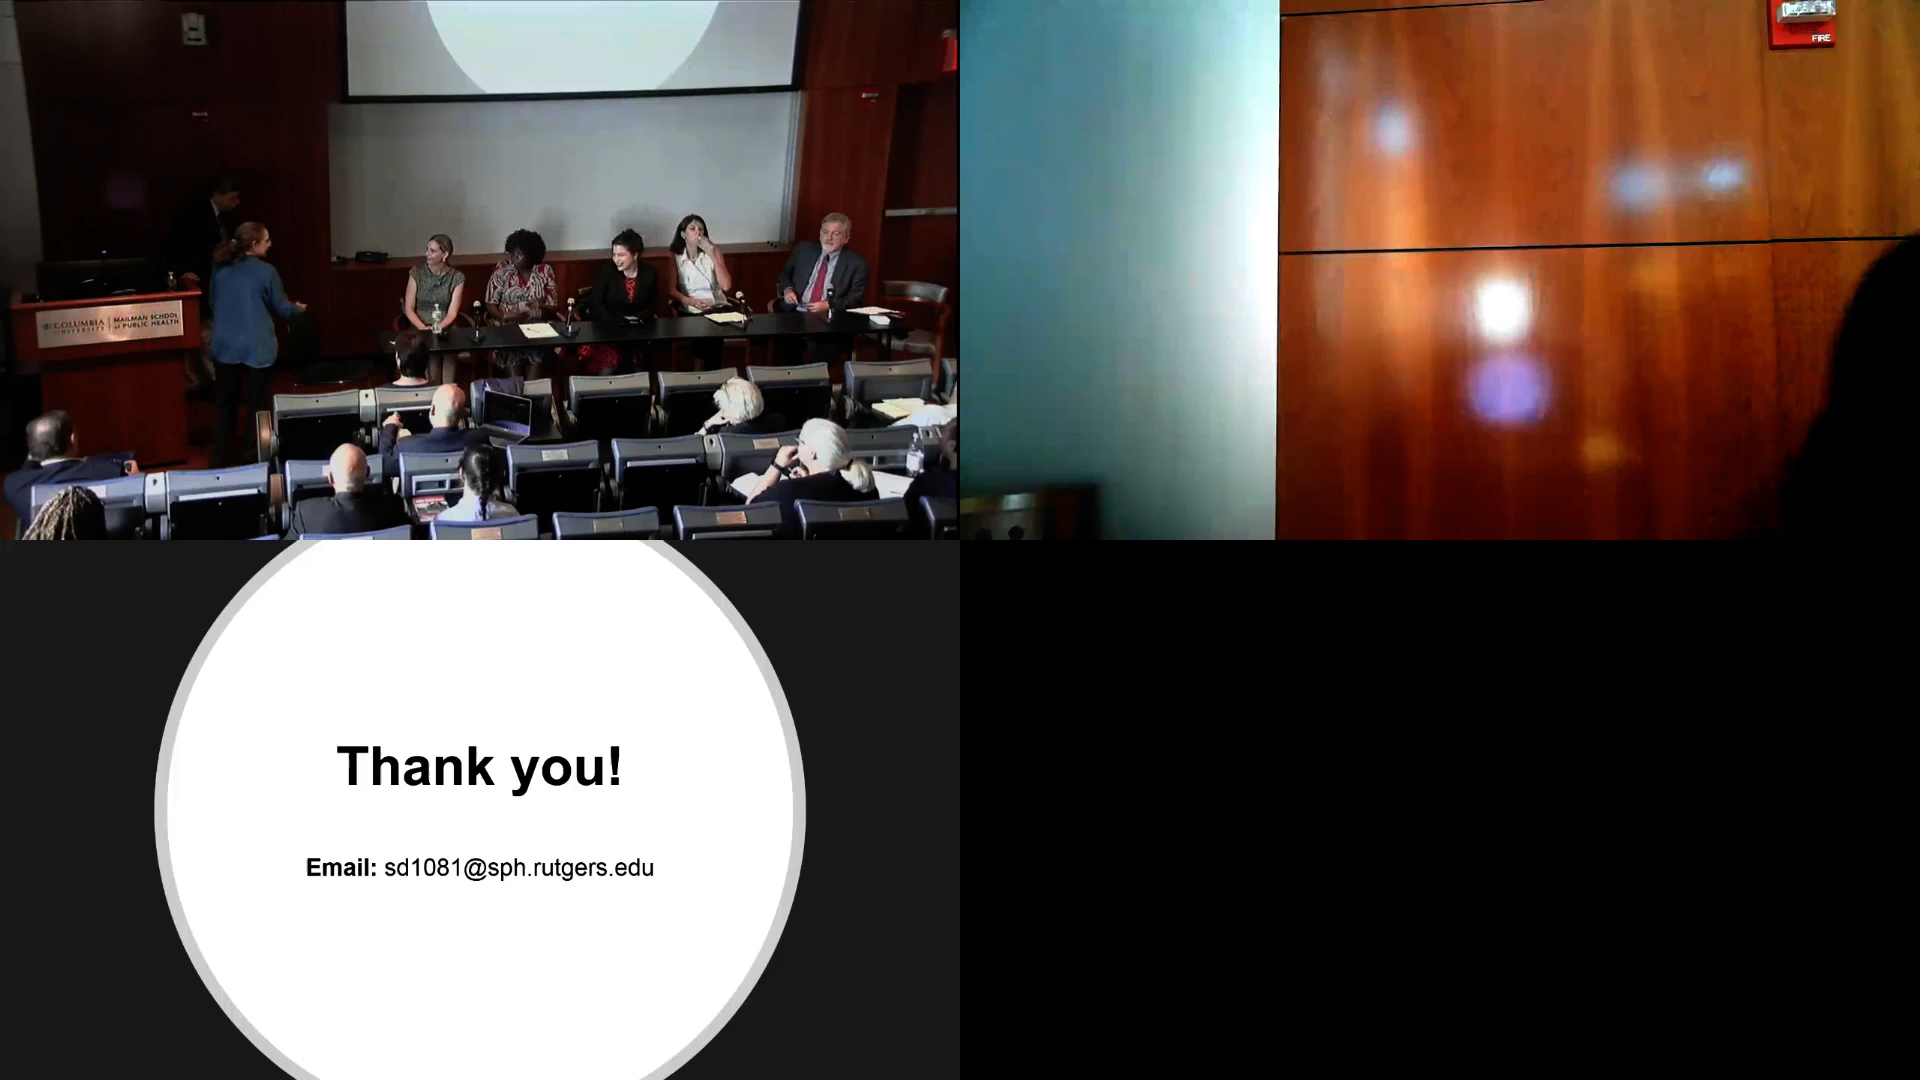 COLUMBIA UNIVERSITY
MAILMAN SCHOOL of PUBLIC HEALTH
FIRE
Thank you!
Email: sd1081@sph.rutgers.edu